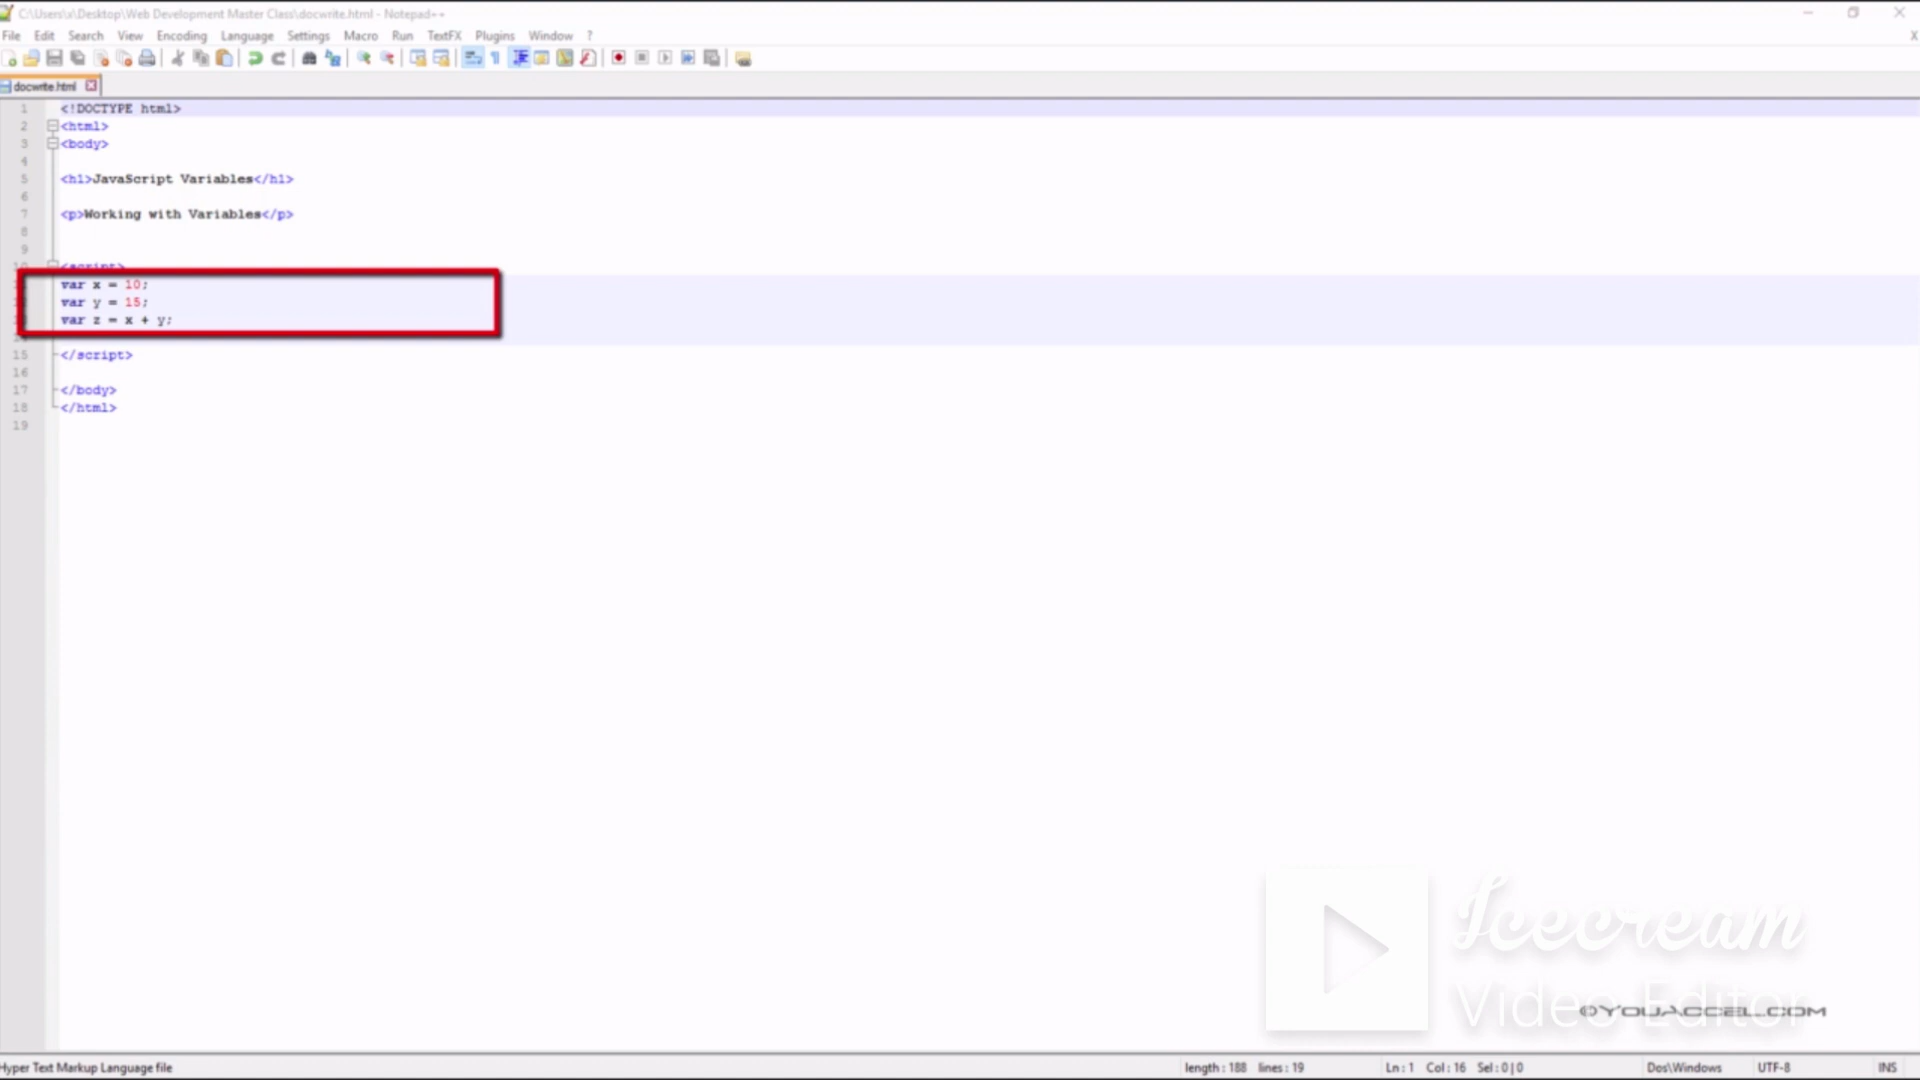 C:\Users\x\Desktop\Web Development Master Class\docwrite.html - Notepad++
File Edit Search View Encoding Language Settings Macro Run TextFX Plugins Window ? X
docwrite.html
1 <!DOCTYPE html>
2 <html>
3 <body>
4
5 <h1>JavaScript Variables</h1>
6
7 <p>Working with Variables</p>
8
9
10 <script>
var x = 10;
var y = 15;
var z = x + y;
15 </script>
16
17 </body>
18 </html>
19
Icecream
Video Editor
©YOUACCEL.COM
Hyper Text Markup Language file length : 188 lines : 19 Ln : 1 Col : 16 Sel : 0 | 0 Dos\Windows UTF-8 INS